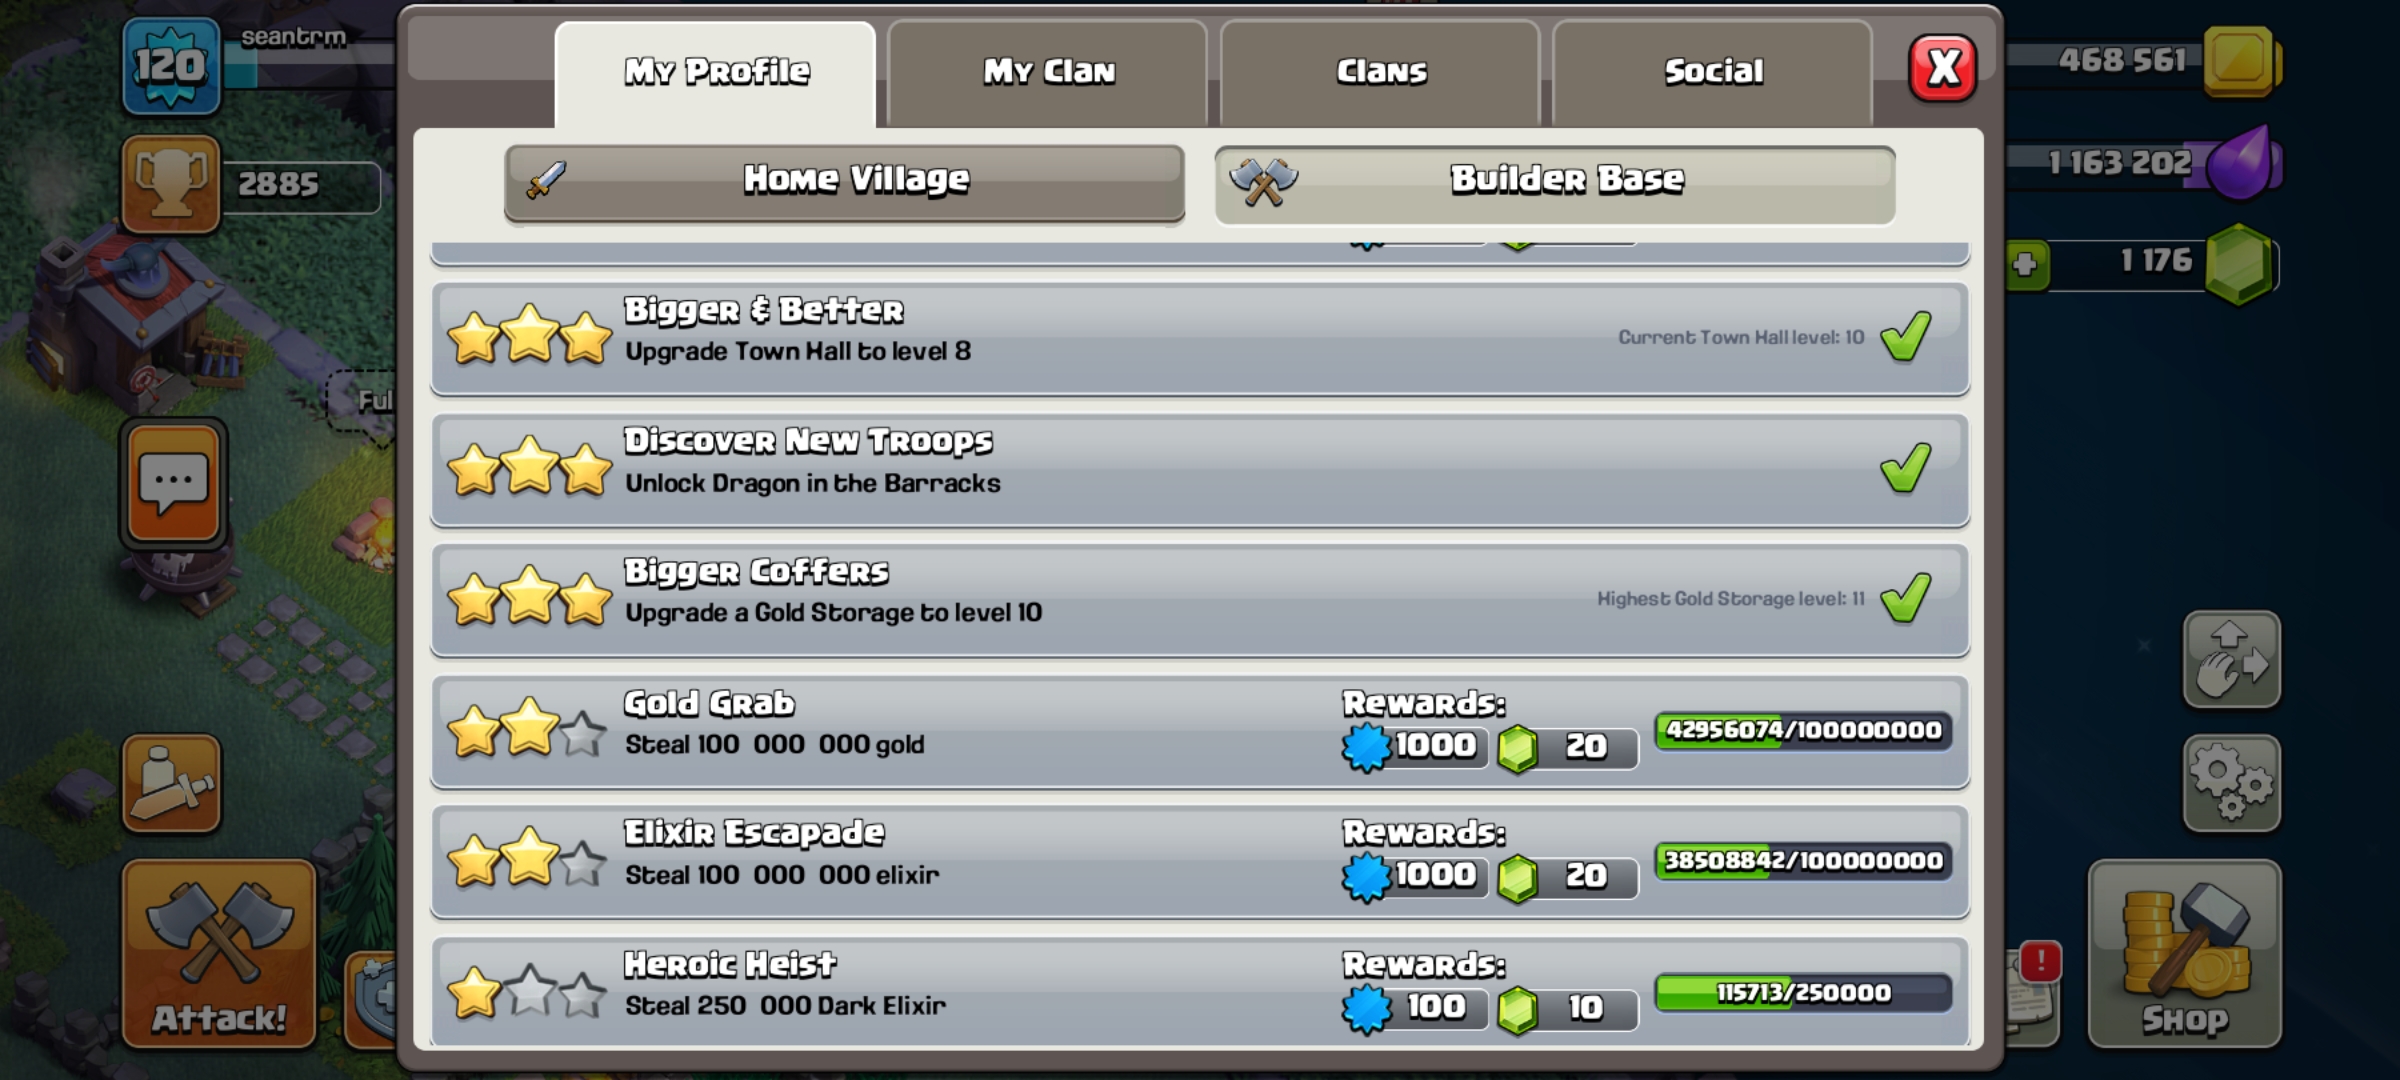 120
seantrm
2885
My Profile
My Clan
Clans
Social
X
468 561
1 163 202
1 176
Home Village
Builder Base
Bigger & Better
Upgrade Town Hall to level 8
Current Town Hall level: 10
Discover New Troops
Unlock Dragon in the Barracks
Bigger Coffers
Upgrade a Gold Storage to level 10
Highest Gold Storage level: 11
Gold Grab
Steal 100 000 000 gold
Rewards:
1000
20
42956074/100000000
Elixir Escapade
Steal 100 000 000 elixir
Rewards:
1000
20
38508842/100000000
Heroic Heist
Steal 250 000 Dark Elixir
Rewards:
100
10
115713/250000
Attack!
!
Shop